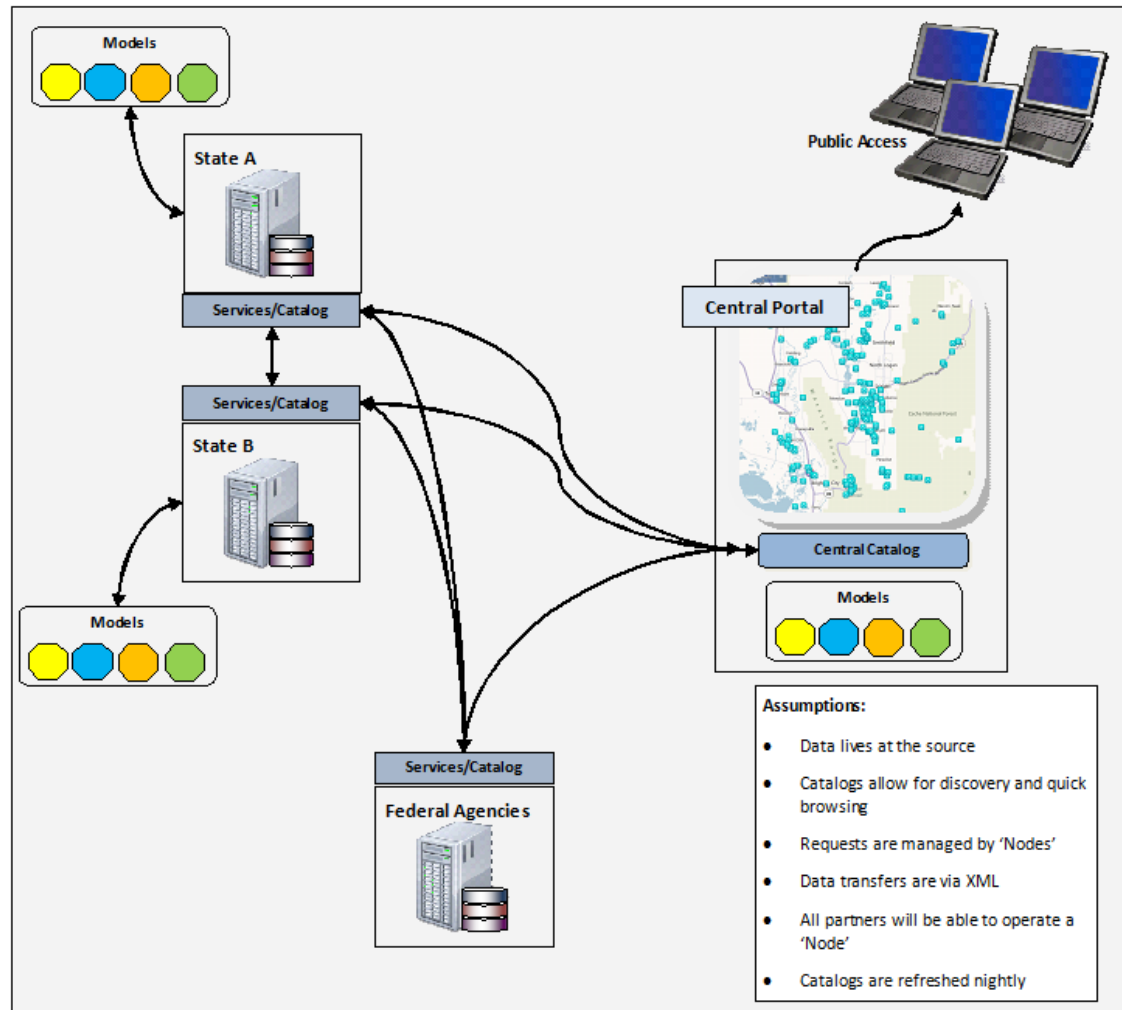 Models
State A
Services/Catalog
Services/Catalog
State B
Models
Public Access
Central Portal
Central Catalog
Models
Services/Catalog
Federal Agencies
Assumptions:
● Data lives at the source
● Catalogs allow for discovery and quick
browsing
● Requests are managed by ‘Nodes’
● Data transfers are via XML
● All partners will be able to operate a
‘Node’
● Catalogs are refreshed nightly